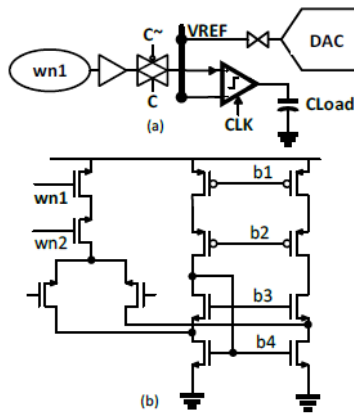 C~
VREF
DAC
wn1
C
CLK
CLoad
(a)
b1
wn1
b2
wn2
b3
b4
(b)